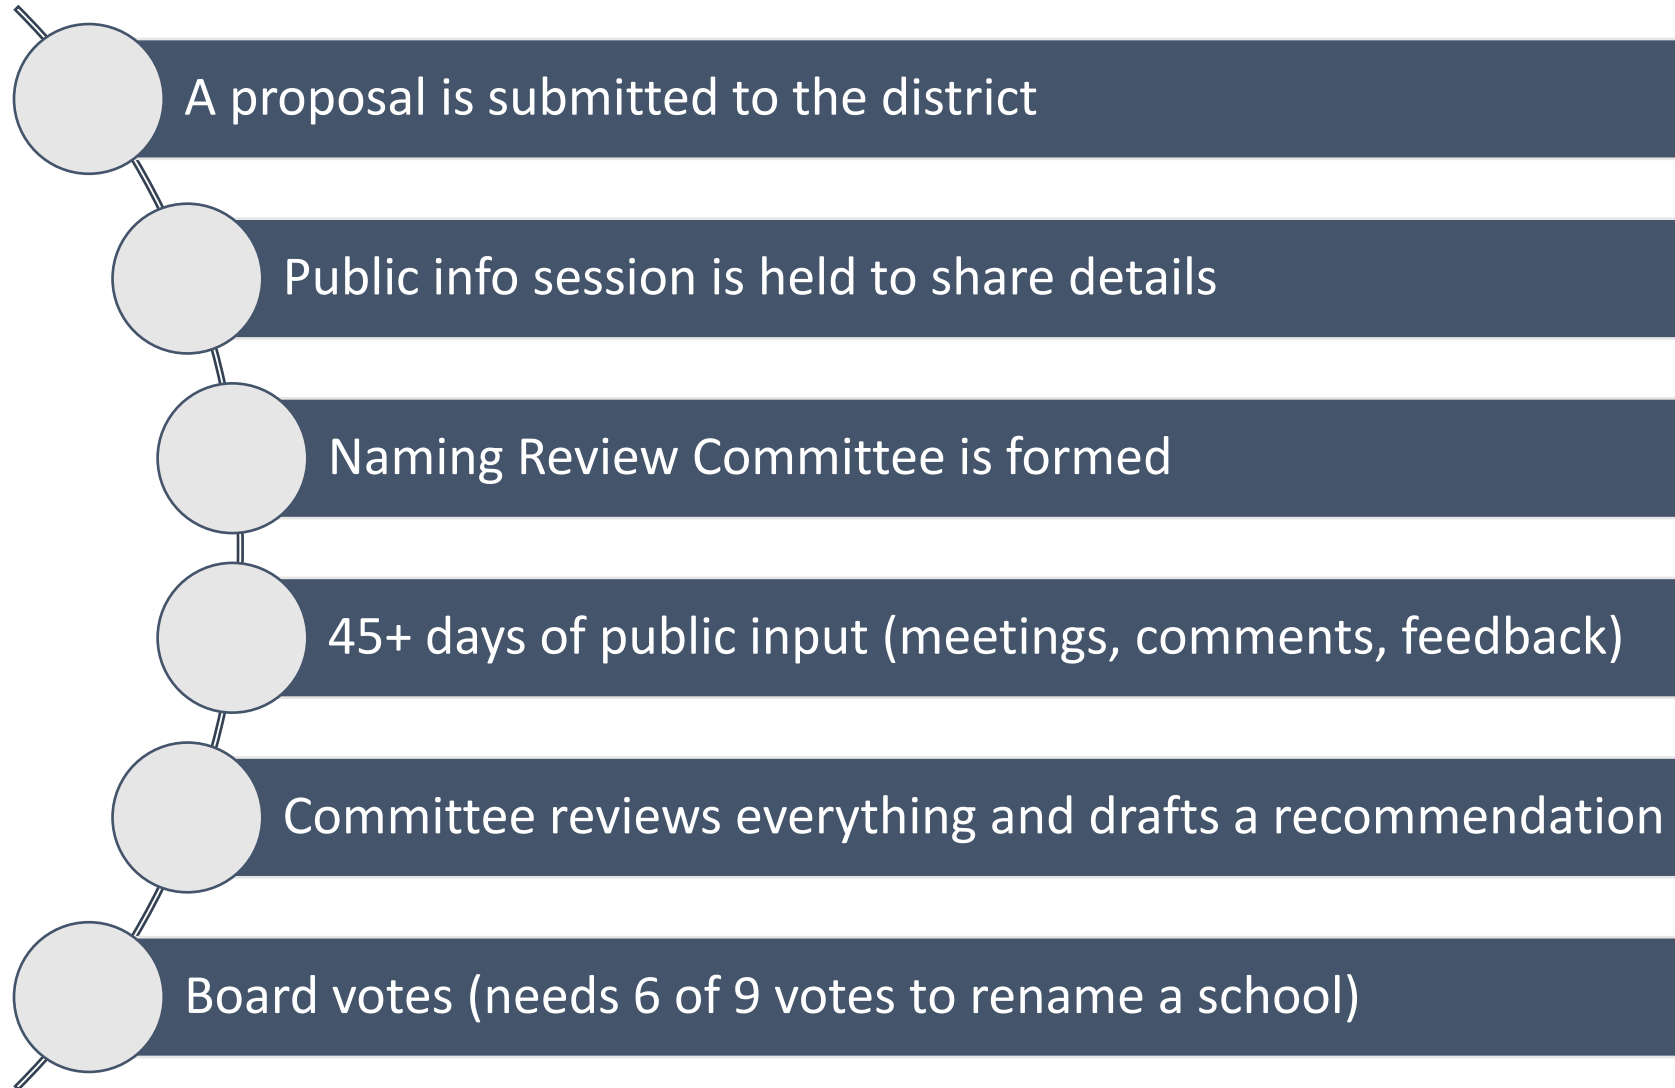 A proposal is submitted to the district
Public info session is held to share details
Naming Review Committee is formed
45+ days of public input (meetings, comments, feedback)
Committee reviews everything and drafts a recommendation
Board votes (needs 6 of 9 votes to rename a school)